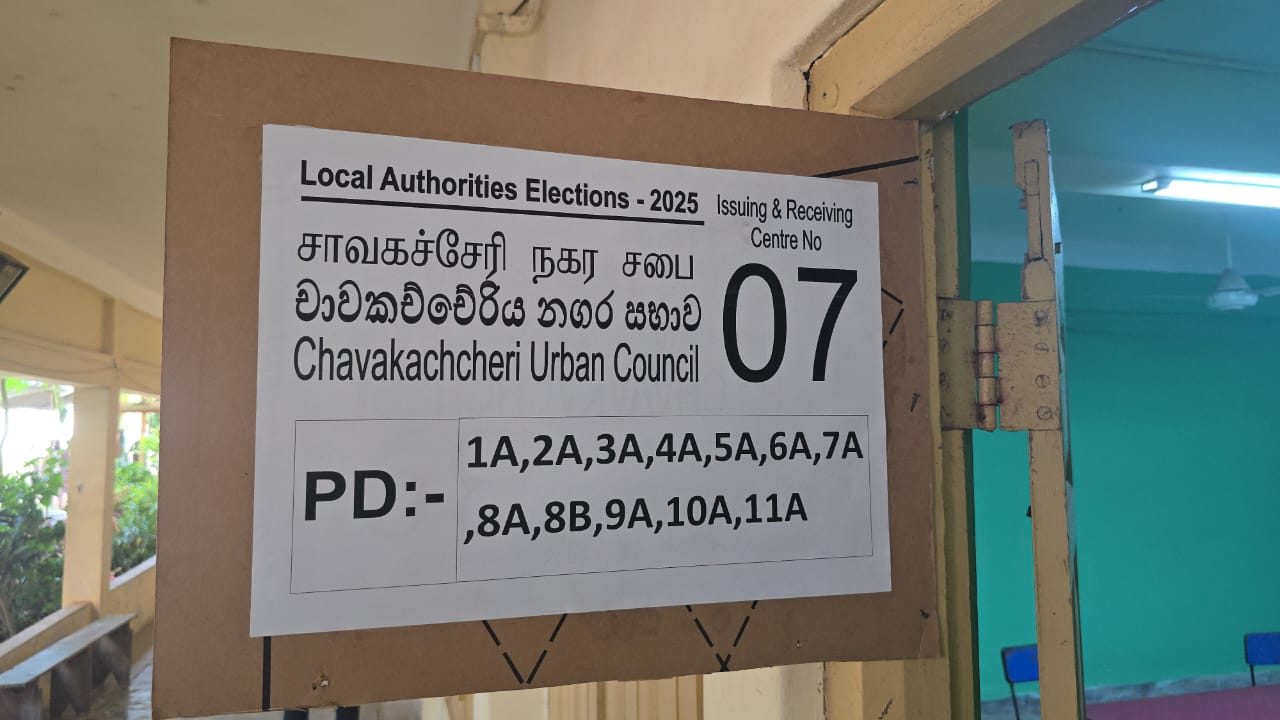 Local Authorities Elections - 2025
Issuing & Receiving
Centre No
07
சாவகச்சேரி நகர சபை
චාවකච්චේරිය නගර සභාව
Chavakachcheri Urban Council
PD:-
1A,2A,3A,4A,5A,6A,7A
,8A,8B,9A,10A,11A